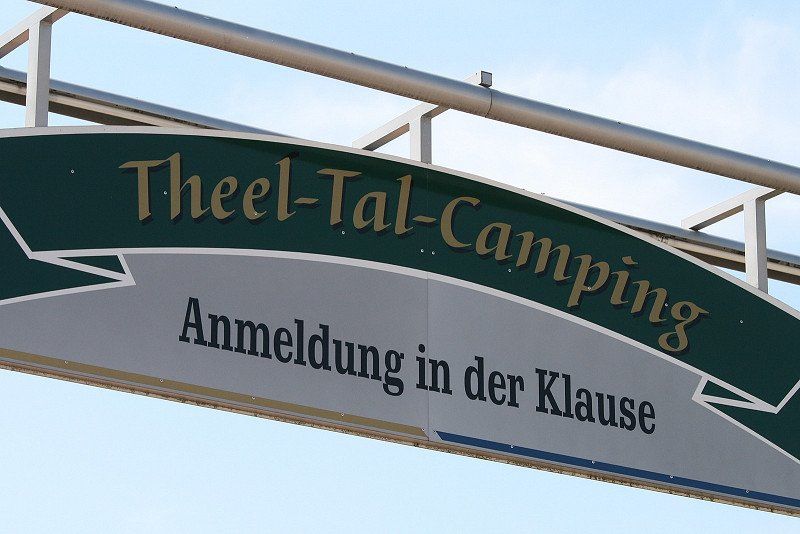 Theel-Tal-Camping
Anmeldung in der Klause